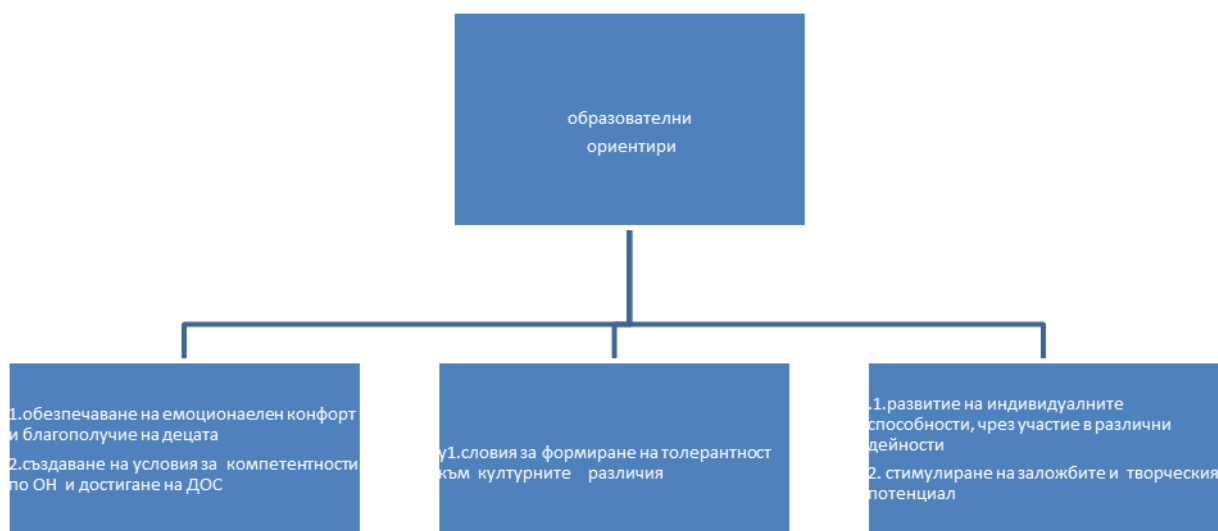 образователни
ориентири
1.обезпечаване на емоционаелен конфорт
и благополучие на децата
2.създаване на условия за компетентности
по ОН и достигане на ДОС
у1.словия за формиране на толерантност
към културните различия
.1.развитие на индивидуалните
способности, чрез участие в различни
дейности
2. стимулиране на заложбите и творческия
потенциал